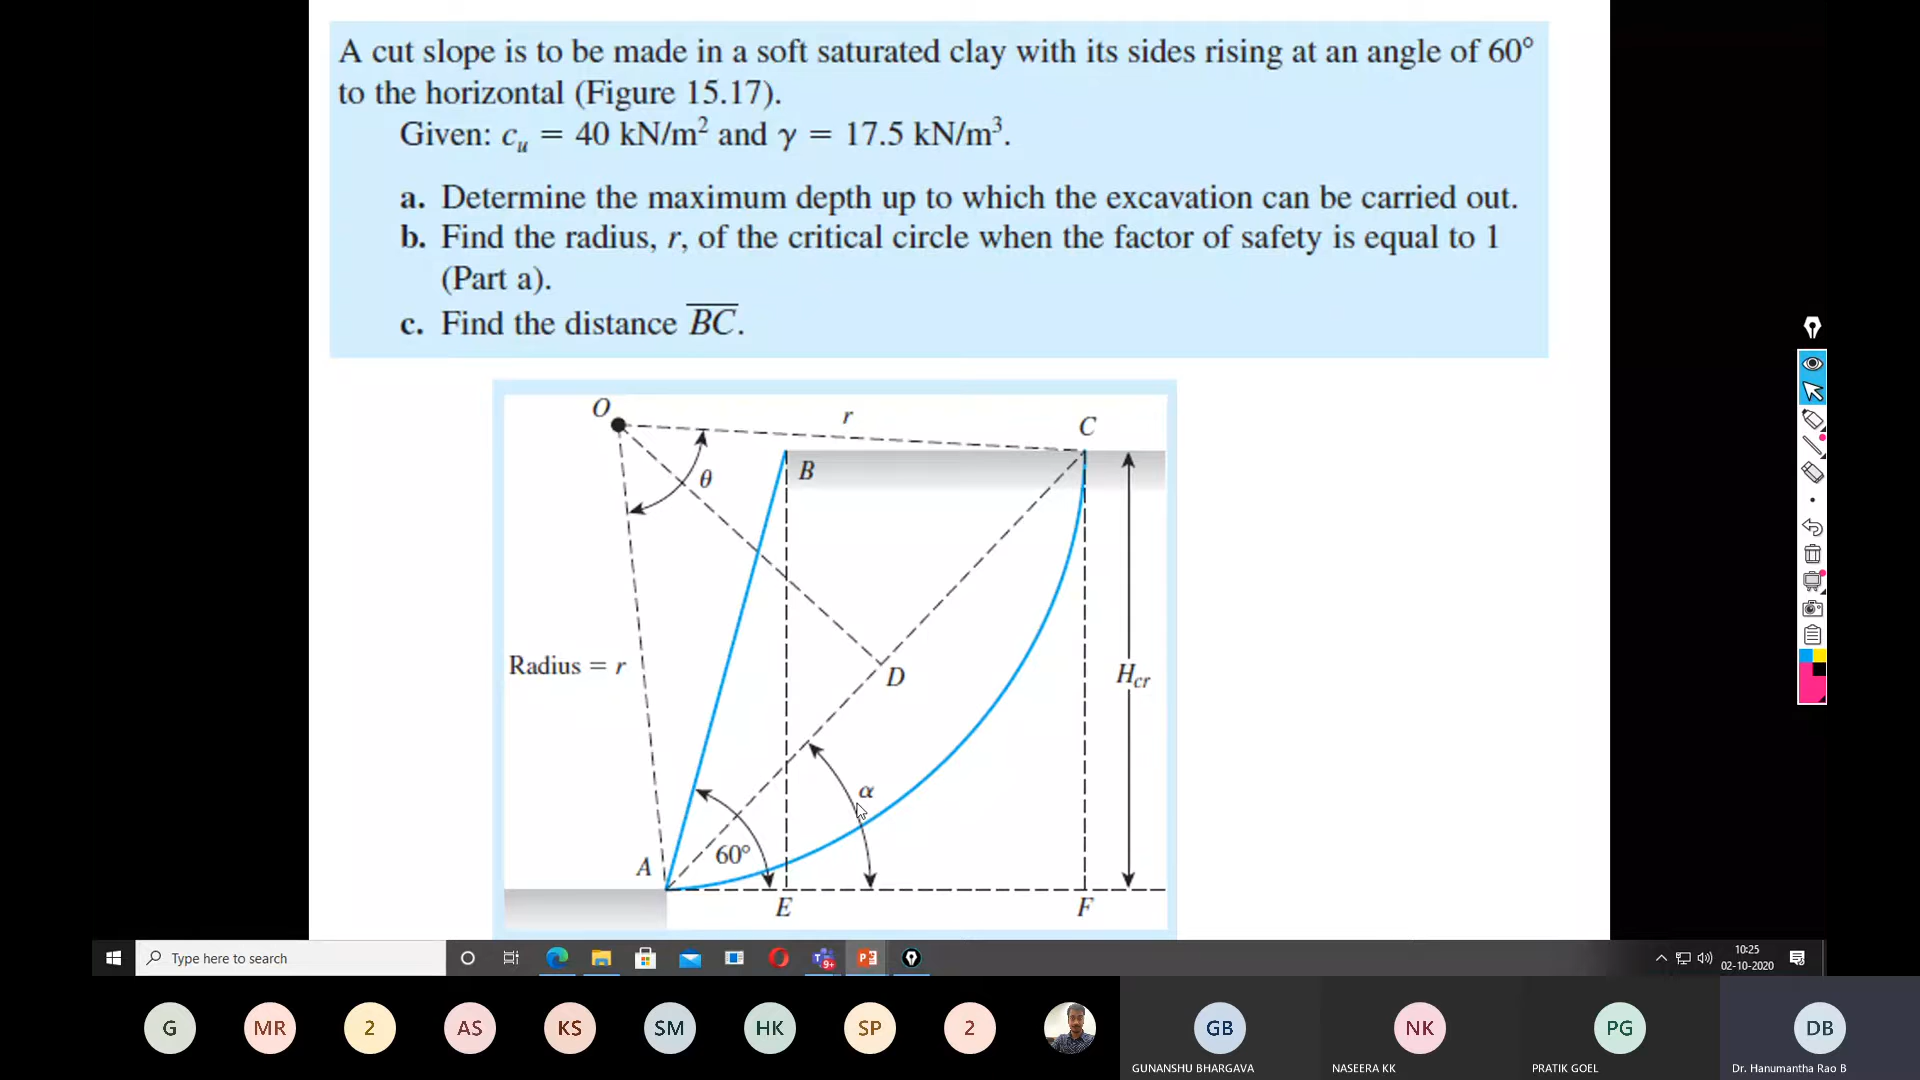 A cut slope is to be made in a soft saturated clay with its sides rising at an angle of 60°
to the horizontal (Figure 15.17).
Given: cᵤ = 40 kN/m² and γ = 17.5 kN/m³.
a. Determine the maximum depth up to which the excavation can be carried out.
b. Find the radius, r, of the critical circle when the factor of safety is equal to 1
(Part a).
c. Find the distance B̅C̅.
O
r
C
θ
B
Radius = r
D
H_cr
α
A
60°
E
F
Type here to search
9+
10:25
02-10-2020
G
MR
2
AS
KS
SM
HK
SP
2
GB
NK
PG
DB
GUNANSHU BHARGAVA
NASEERA KK
PRATIK GOEL
Dr. Hanumantha Rao B